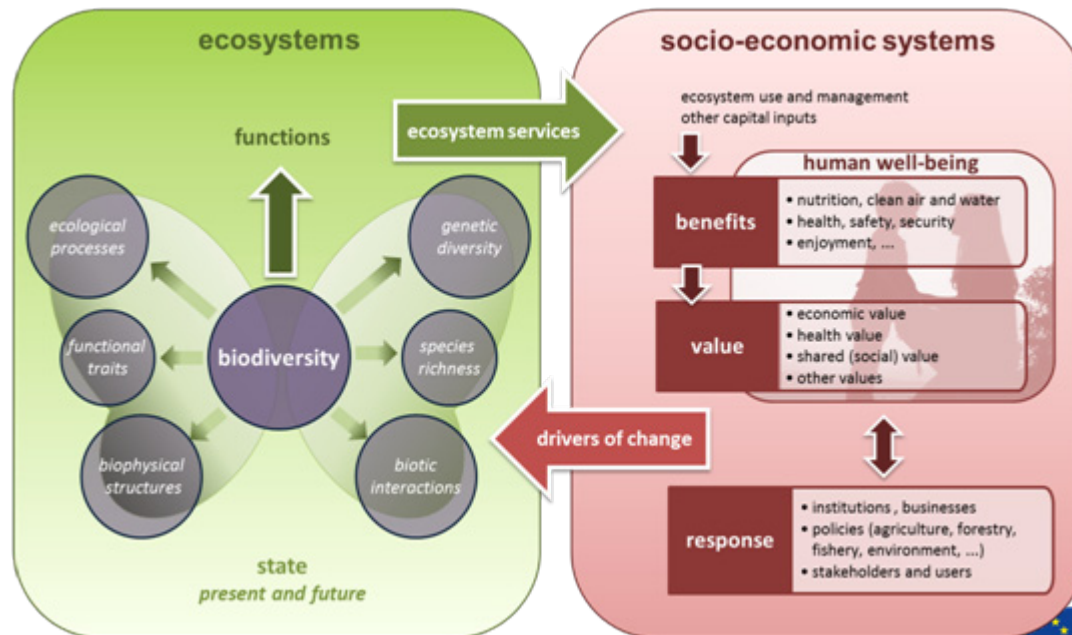 ecosystems
functions
ecological
processes
genetic
diversity
functional
traits
biodiversity
species
richness
biophysical
structures
biotic
interactions
state
present and future
ecosystem services
drivers of change
socio-economic systems
ecosystem use and management
other capital inputs
human well-being
benefits
• nutrition, clean air and water
• health, safety, security
• enjoyment, ...
value
• economic value
• health value
• shared (social) value
• other values
response
• institutions , businesses
• policies (agriculture, forestry,
fishery, environment, ...)
• stakeholders and users